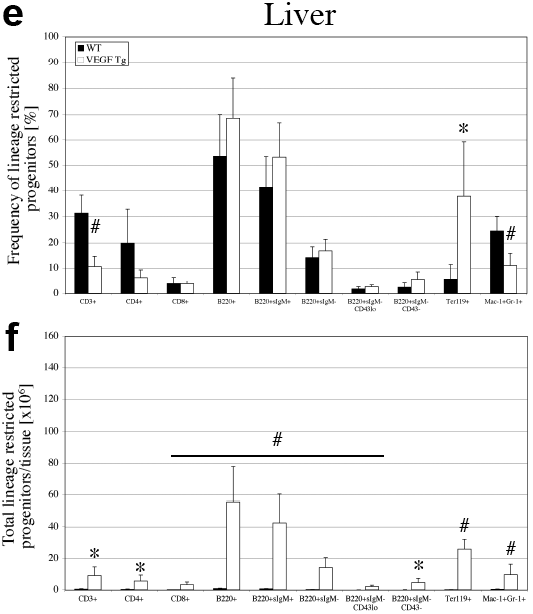 e
Liver
Frequency of lineage restricted
progenitors [%]
100
90
80
70
60
50
40
30
20
10
0
WT
VEGF Tg
#
*
#
CD3+ CD4+ CD8+ B220+ B220+sIgM+ B220+sIgM- B220+sIgM- B220+sIgM- Ter119+ Mac-1+Gr-1+
CD43lo CD43-
f
Total lineage restricted
progenitors/tissue [x10⁶]
160
140
120
100
80
60
40
20
0
#
* * * # #
CD3+ CD4+ CD8+ B220+ B220+sIgM+ B220+sIgM- B220+sIgM- B220+sIgM- Ter119+ Mac-1+Gr-1+
CD43lo CD43-